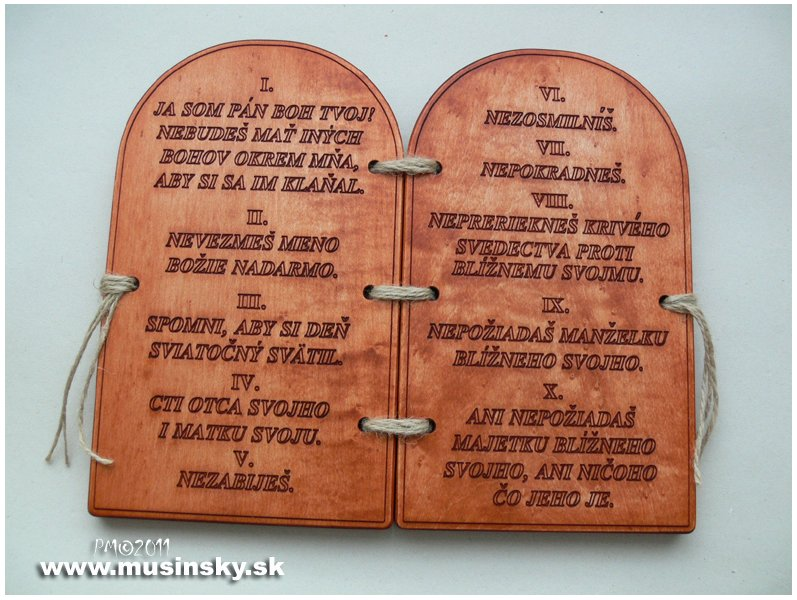 I.
JA SOM PÁN BOH TVOJ!
NEBUDEŠ MAŤ INÝCH
BOHOV OKREM MŇA,
ABY SI SA IM KLAŇAL.
II.
NEVEZMEŠ MENO
BOŽIE NADARMO.
III.
SPOMNI, ABY SI DEŇ
SVIATOČNÝ SVÄTIL.
IV.
CTI OTCA SVOJHO
I MATKU SVOJU.
V.
NEZABIJEŠ.
VI.
NEZOSMILNÍŠ.
VII.
NEPOKRADNEŠ.
VIII.
NEPRERIEKNEŠ KRIVÉHO
SVEDECTVA PROTI
BLÍŽNEMU SVOJMU.
IX.
NEPOŽIADAŠ MANŽELKU
BLÍŽNEHO SVOJHO.
X.
ANI NEPOŽIADAŠ
MAJETKU BLÍŽNEHO
SVOJHO, ANI NIČOHO
ČO JEHO JE.
PM©2011
www.musinsky.sk